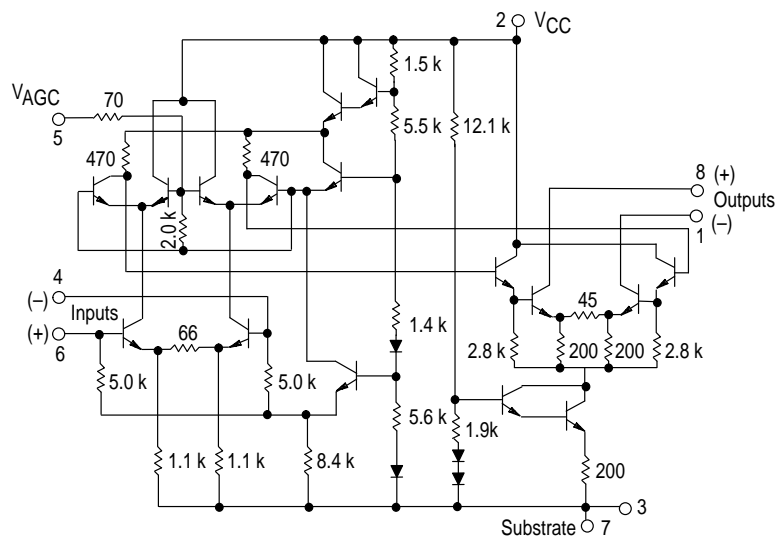 2 VCC
1.5 k
VAGC
70
5
5.5 k
12.1 k
470
470
8 (+)
Outputs
(–)
1
2.0 k
4
(–)
Inputs
45
(+)
6
66
1.4 k
2.8 k
200
200
2.8 k
5.0 k
5.0 k
5.6 k
1.9k
1.1 k
1.1 k
8.4 k
200
3
Substrate
7